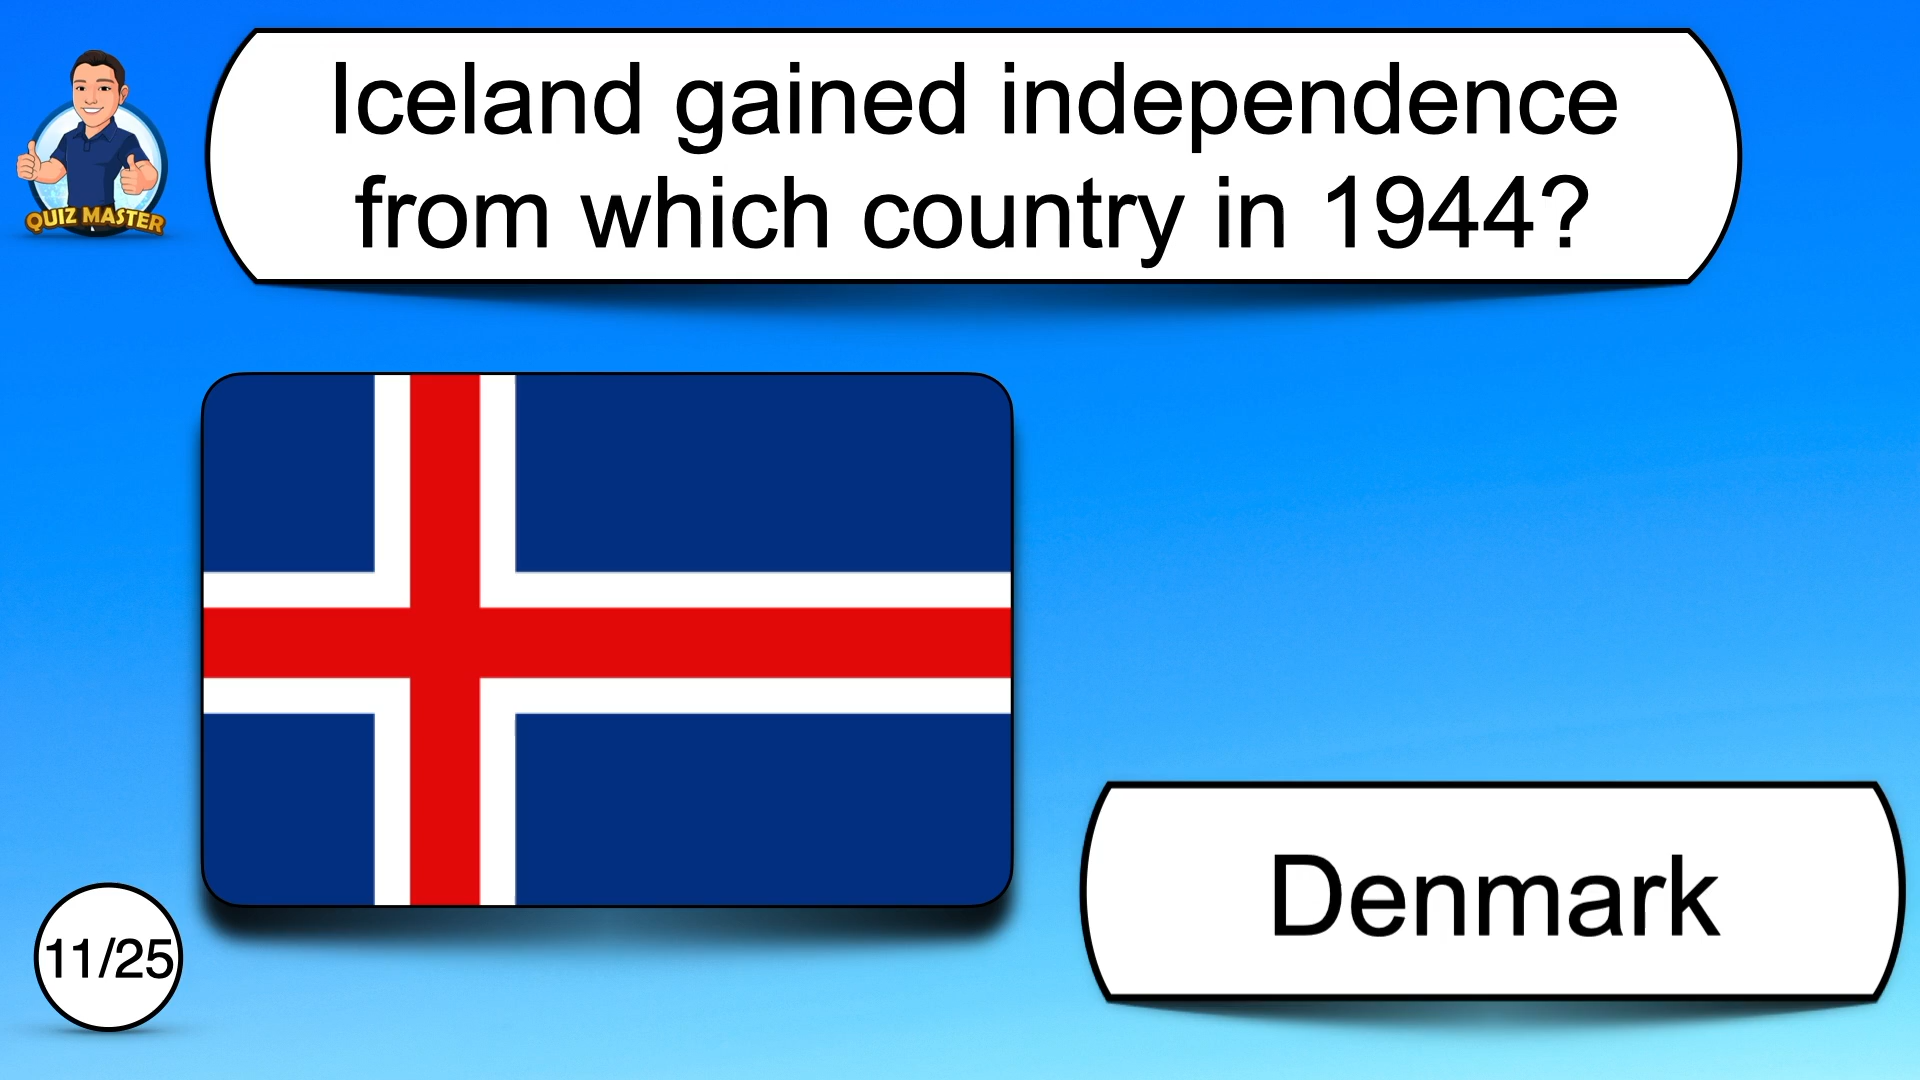 Iceland gained independence
from which country in 1944?
QUIZ MASTER
Denmark
11/25